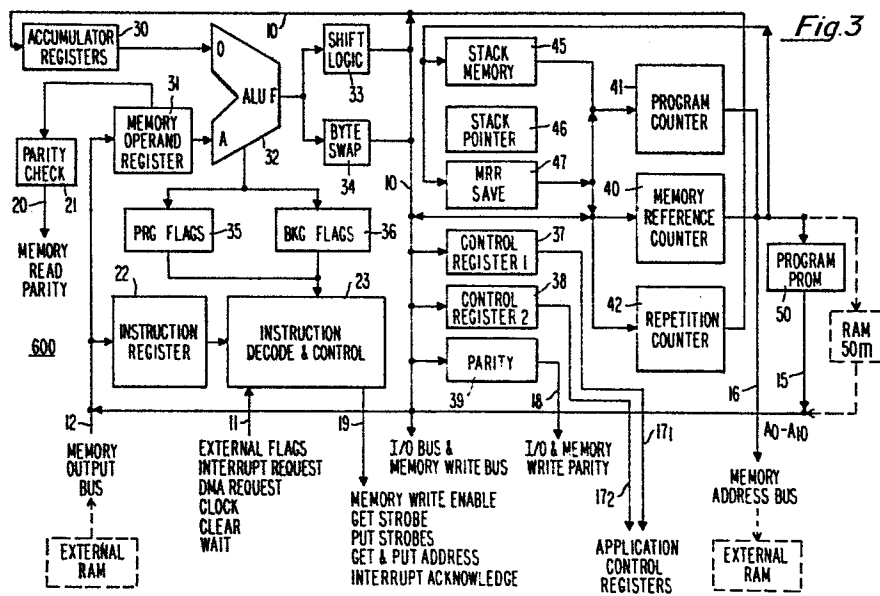 Fig.3
ACCUMULATOR
REGISTERS
30
10
O
ALU F
A
32
SHIFT
LOGIC
33
BYTE
SWAP
34
31
MEMORY
OPERAND
REGISTER
PARITY
CHECK
20
21
MEMORY
READ
PARITY
PRG FLAGS
35
BKG FLAGS
36
10
STACK
MEMORY
45
STACK
POINTER
46
MRR
SAVE
47
41
PROGRAM
COUNTER
40
MEMORY
REFERENCE
COUNTER
42
REPETITION
COUNTER
CONTROL
REGISTER 1
37
CONTROL
REGISTER 2
38
PARITY
39
PROGRAM
PROM
50
RAM
50m
22
INSTRUCTION
REGISTER
23
INSTRUCTION
DECODE & CONTROL
600
12
11
19
18
17₁
17₂
16
15
A0-A10
MEMORY
OUTPUT
BUS
EXTERNAL
RAM
EXTERNAL FLAGS
INTERRUPT REQUEST
DMA REQUEST
CLOCK
CLEAR
WAIT
I/O BUS &
MEMORY WRITE BUS
MEMORY WRITE ENABLE
GET STROBE
PUT STROBES
GET & PUT ADDRESS
INTERRUPT ACKNOWLEDGE
I/O & MEMORY
WRITE PARITY
APPLICATION
CONTROL
REGISTERS
MEMORY
ADDRESS BUS
EXTERNAL
RAM